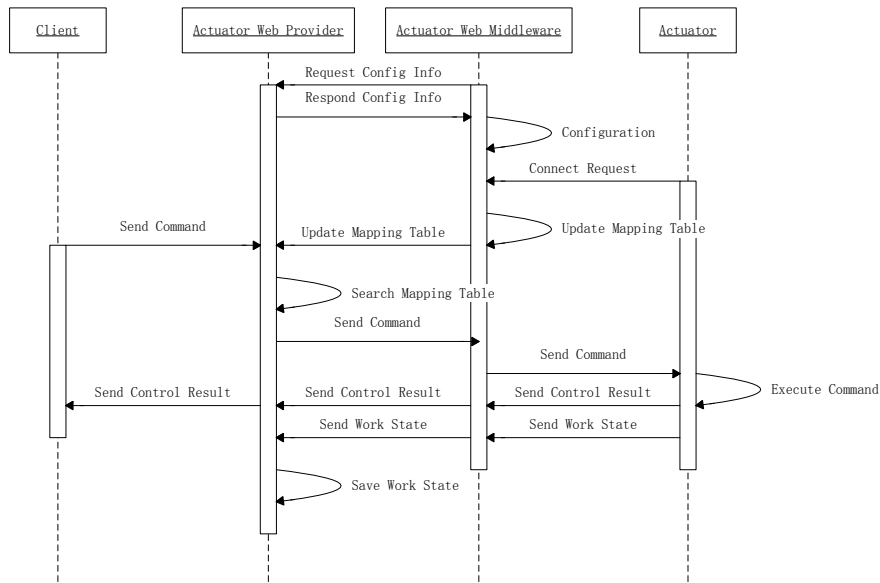 Client
Actuator Web Provider
Actuator Web Middleware
Actuator
Request Config Info
Respond Config Info
Configuration
Connect Request
Send Command
Update Mapping Table
Update Mapping Table
Search Mapping Table
Send Command
Send Command
Execute Command
Send Control Result
Send Control Result
Send Control Result
Send Work State
Send Work State
Save Work State